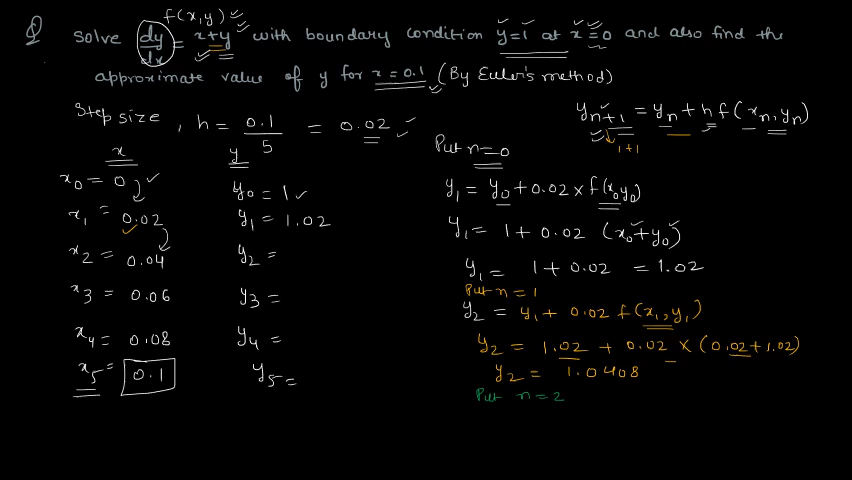 Q Solve dy/dx = x+y with boundary condition y=1 at x=0 and also find the
f(x,y)
approximate value of y for x=0.1 (By Euler's method)
Step size, h = 0.1/5 = 0.02
x y
x0 = 0 y0 = 1
x1 = 0.02 y1 = 1.02
x2 = 0.04 y2 =
x3 = 0.06 y3 =
x4 = 0.08 y4 =
x5 = 0.1 y5 =
yn+1 = yn + h f(xn,yn)
1+1
Put n=0
y1 = y0 + 0.02 × f(x0y0)
y1 = 1 + 0.02 (x0+y0)
y1 = 1 + 0.02 = 1.02
Put n=1
y2 = y1 + 0.02 f(x1,y1)
y2 = 1.02 + 0.02 × (0.02+1.02)
y2 = 1.0408
Put n=2